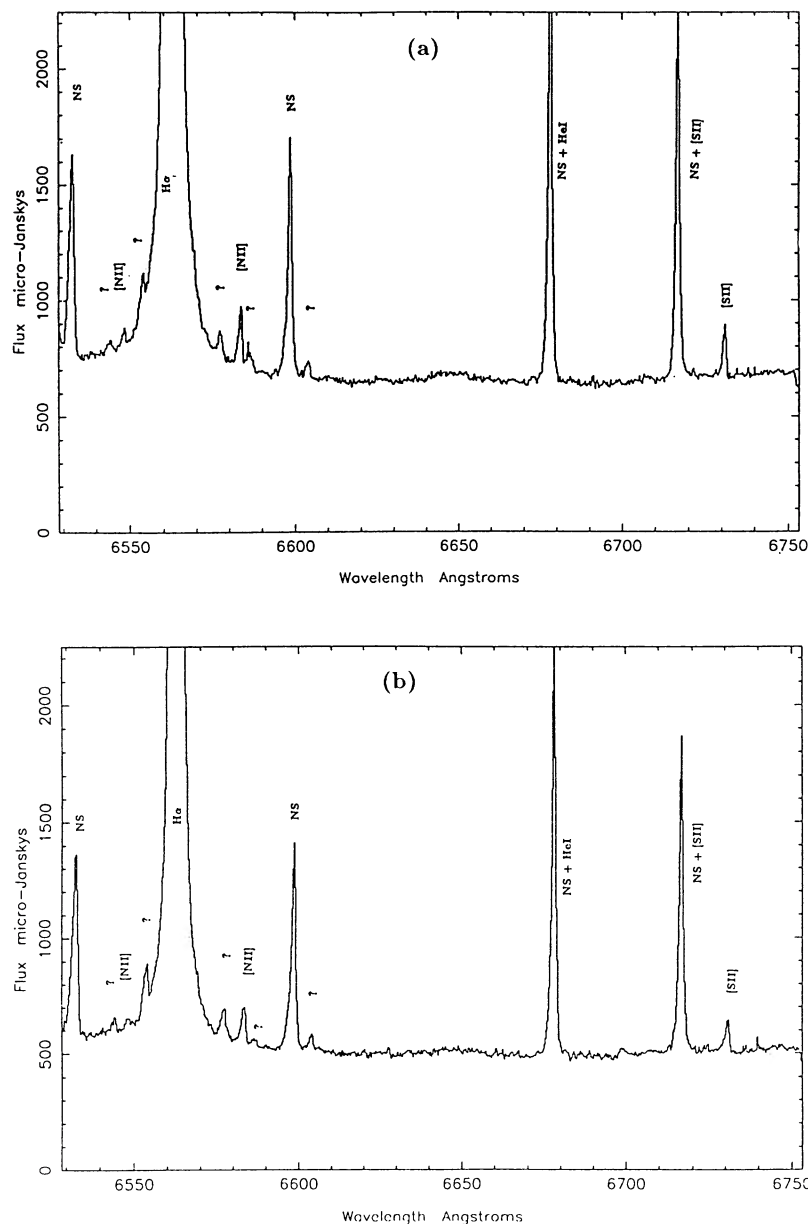 (a)
2000
1500
1000
500
0
Flux micro-Janskys
NS
?
[NII]
?
Hα
?
[NII]
?
NS
?
NS + HeI
NS + [SII]
[SII]
6550
6600
6650
6700
6750
Wavelength Angstroms
(b)
2000
1500
1000
500
0
Flux micro-Janskys
NS
?
[NII]
?
Hα
?
[NII]
?
NS
?
NS + HeI
NS + [SII]
[SII]
6550
6600
6650
6700
6750
Wavelength Angstroms